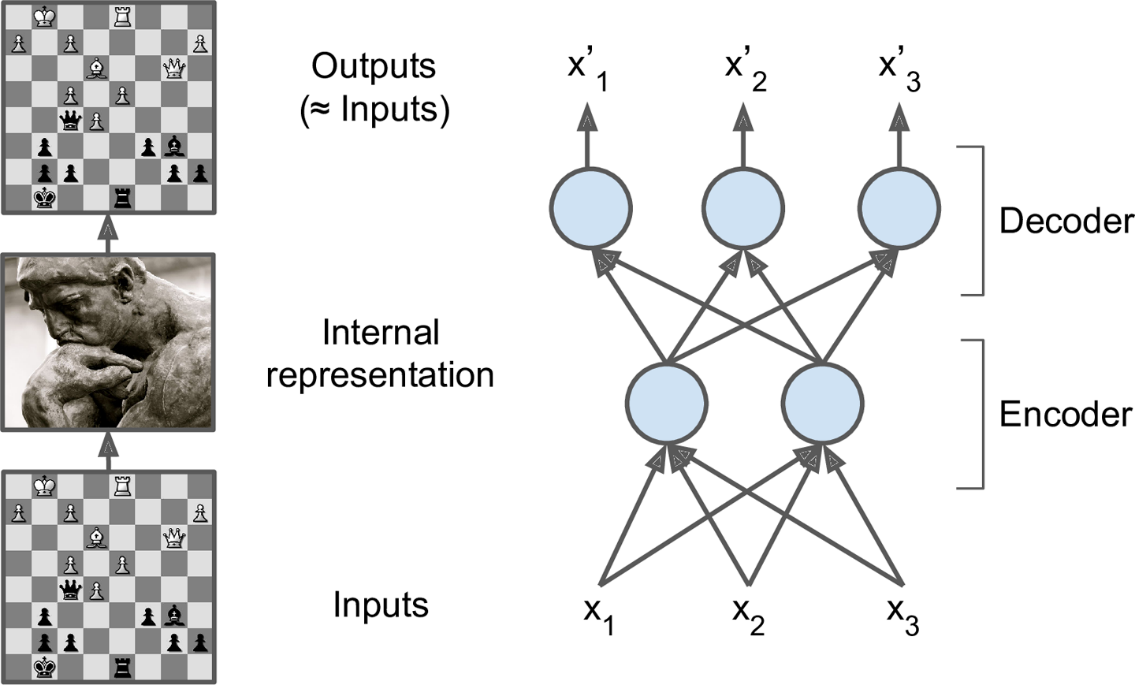 Outputs
(≈ Inputs)
x’1 x’2 x’3
Decoder
Internal
representation
Encoder
Inputs
x1 x2 x3